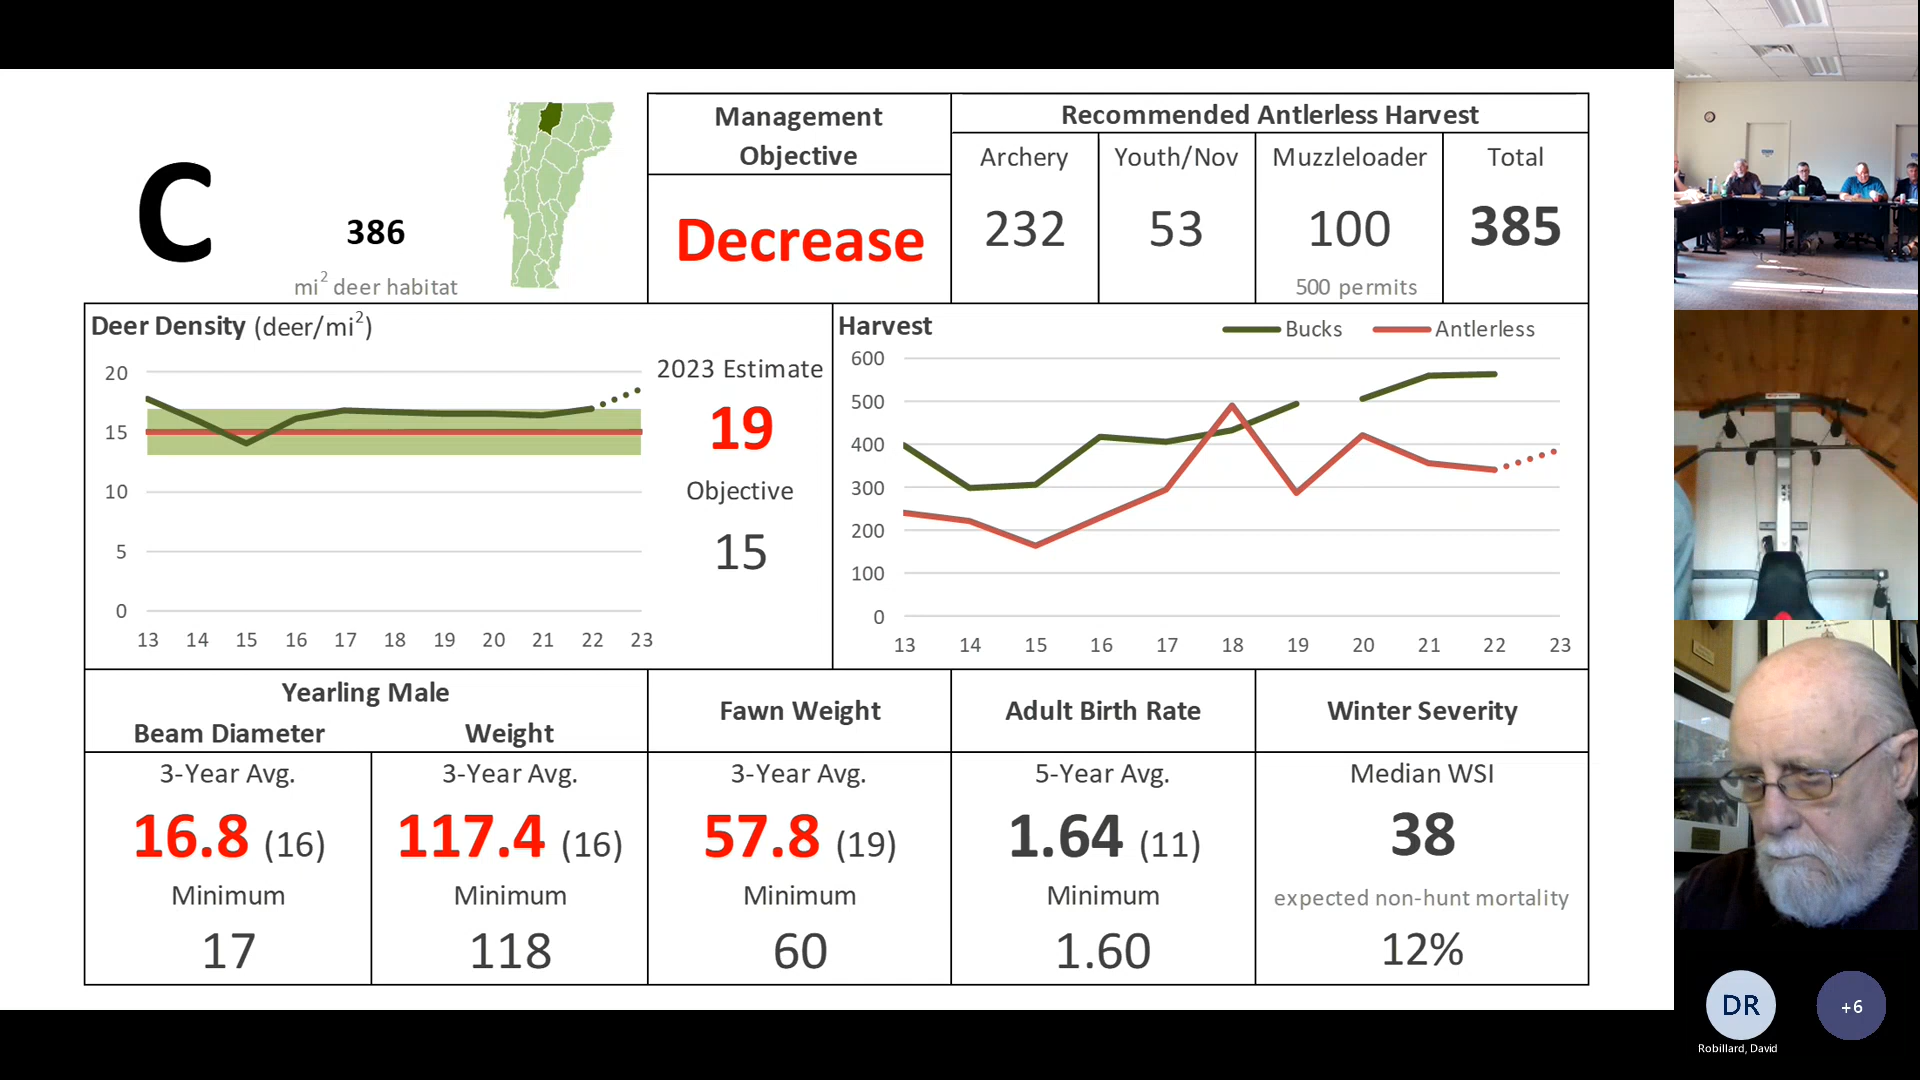 C
386
mi² deer habitat
Management
Objective
Decrease
Recommended Antlerless Harvest
Archery
232
Youth/Nov
53
Muzzleloader
100
500 permits
Total
385
Deer Density (deer/mi²)
20
15
10
5
0
13 14 15 16 17 18 19 20 21 22 23
2023 Estimate
19
Objective
15
Harvest
Bucks Antlerless
600
500
400
300
200
100
0
13 14 15 16 17 18 19 20 21 22 23
Yearling Male
Beam Diameter
3-Year Avg.
16.8 (16)
Minimum
17
Weight
3-Year Avg.
117.4 (16)
Minimum
118
Fawn Weight
3-Year Avg.
57.8 (19)
Minimum
60
Adult Birth Rate
5-Year Avg.
1.64 (11)
Minimum
1.60
Winter Severity
Median WSI
38
expected non-hunt mortality
12%
DR
Robillard, David
+6